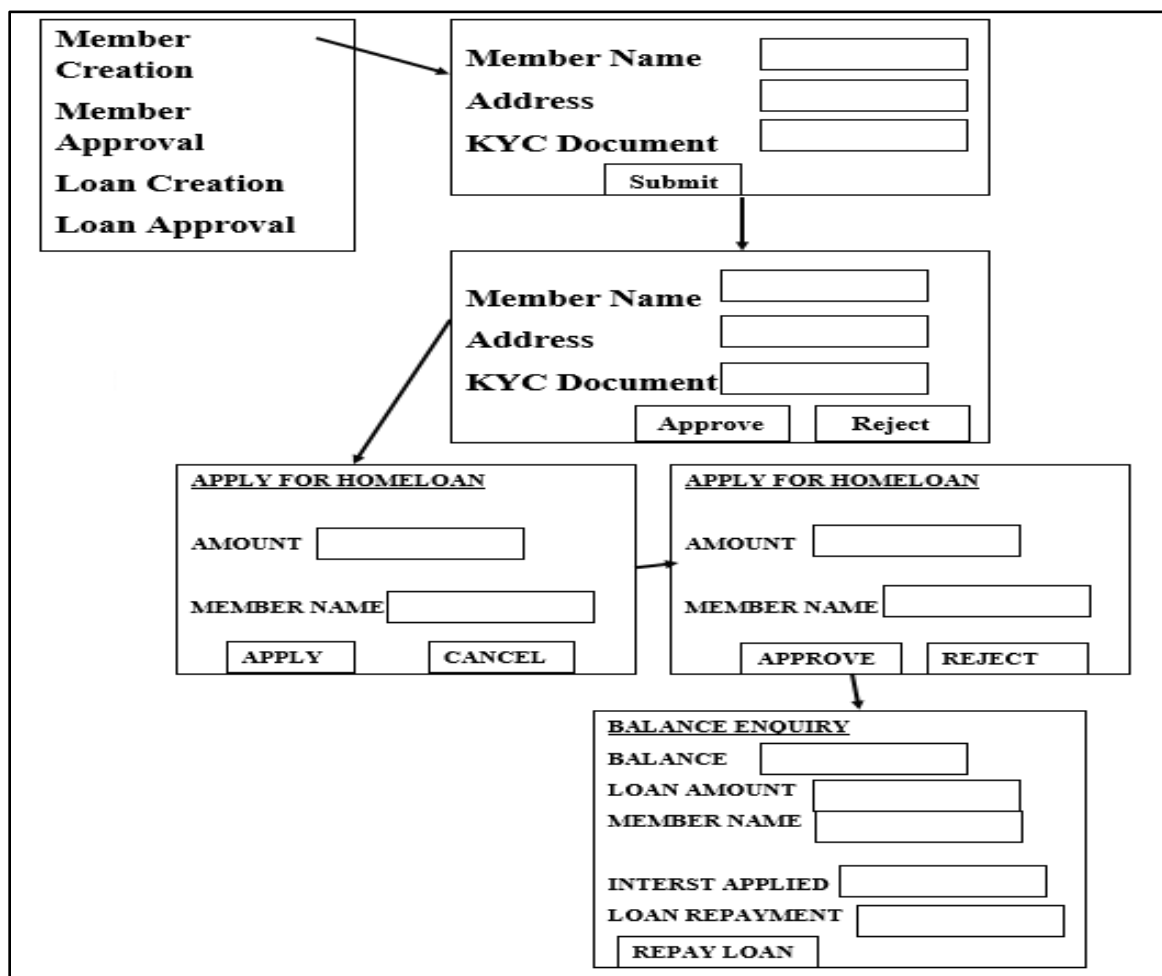 Member
Creation
Member
Approval
Loan Creation
Loan Approval
Member Name
Address
KYC Document
Submit
Member Name
Address
KYC Document
Approve Reject
APPLY FOR HOMELOAN
AMOUNT
MEMBER NAME
APPLY CANCEL
APPLY FOR HOMELOAN
AMOUNT
MEMBER NAME
APPROVE REJECT
BALANCE ENQUIRY
BALANCE
LOAN AMOUNT
MEMBER NAME
INTERST APPLIED
LOAN REPAYMENT
REPAY LOAN